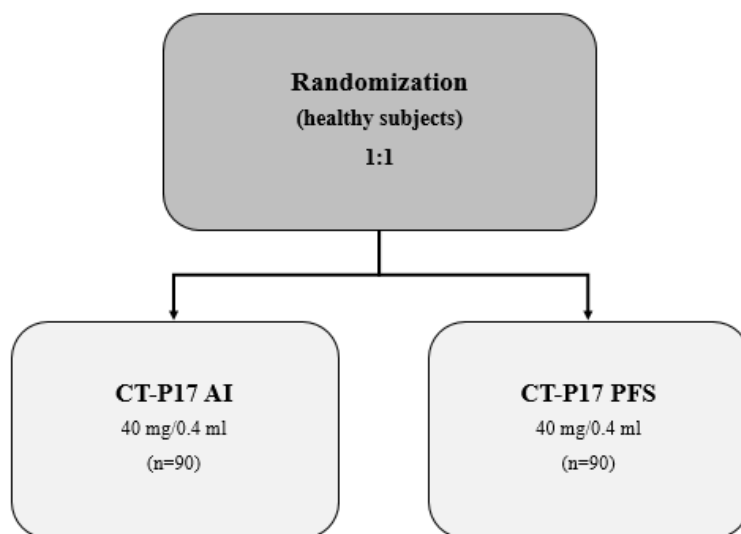 Randomization
(healthy subjects)
1:1
CT-P17 AI
40 mg/0.4 ml
(n=90)
CT-P17 PFS
40 mg/0.4 ml
(n=90)